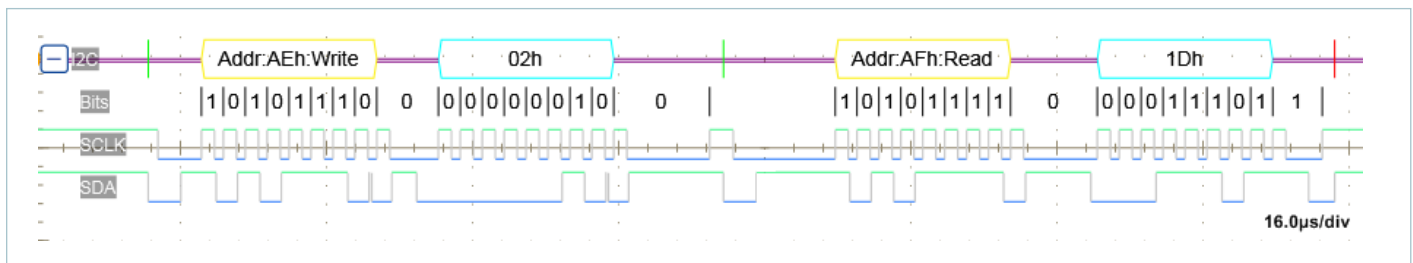 I2C Addr:AEh:Write 02h Addr:AFh:Read 1Dh
Bits 1 0 1 0 1 1 1 0 0 0 0 0 0 0 0 1 0 0 1 0 1 0 1 1 1 1 0 0 0 0 1 1 1 0 1 1
SCLK
SDA
16.0µs/div